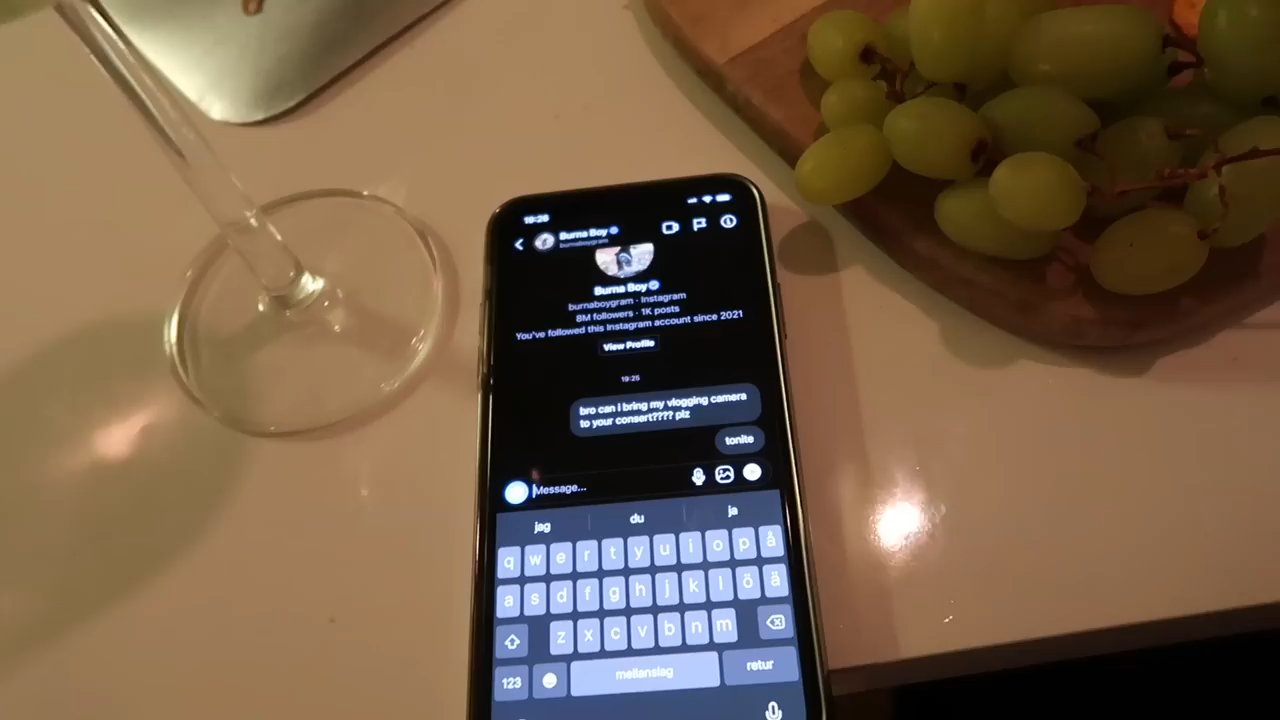 19:26
Burna Boy
burnaboygram
Burna Boy
burnaboygram · Instagram
8M followers · 1K posts
You've followed this Instagram account since 2021
View Profile
19:25
bro can i bring my vlogging camera
to your consert???? plz
tonite
Message...
jag du ja
q w e r t y u i o p å
a s d f g h j k l ö ä
z x c v b n m
123 mellanslag retur